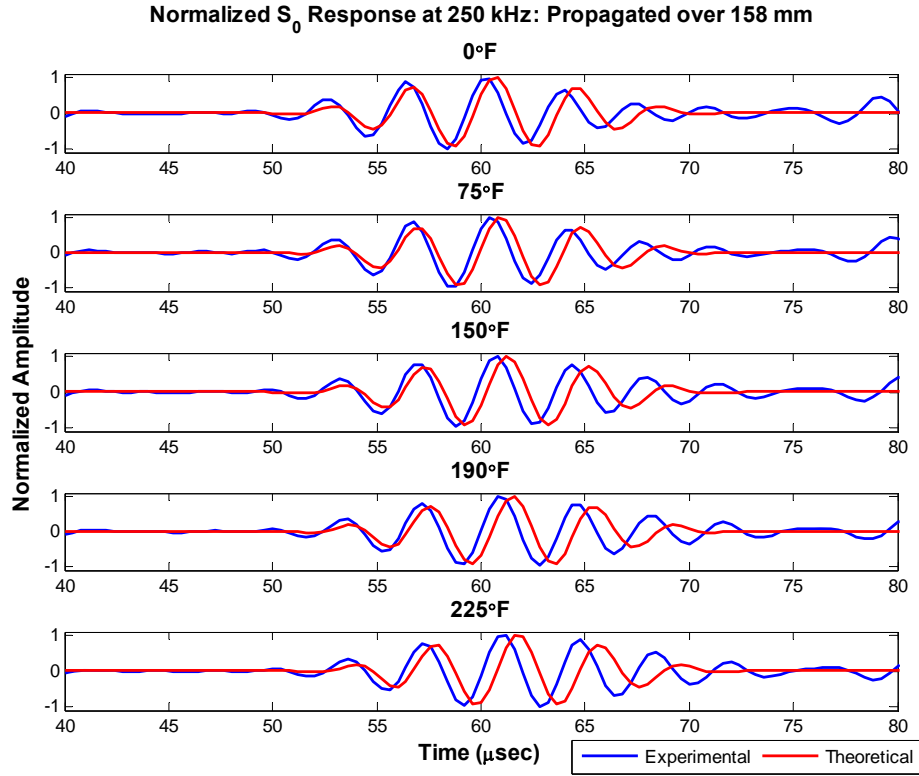 Normalized S0 Response at 250 kHz: Propagated over 158 mm
0°F
1
0
-1
40 45 50 55 60 65 70 75 80
75°F
1
0
-1
40 45 50 55 60 65 70 75 80
150°F
1
0
-1
40 45 50 55 60 65 70 75 80
190°F
1
0
-1
40 45 50 55 60 65 70 75 80
225°F
1
0
-1
40 45 50 55 60 65 70 75 80
Normalized Amplitude
Time (μsec)
Experimental Theoretical